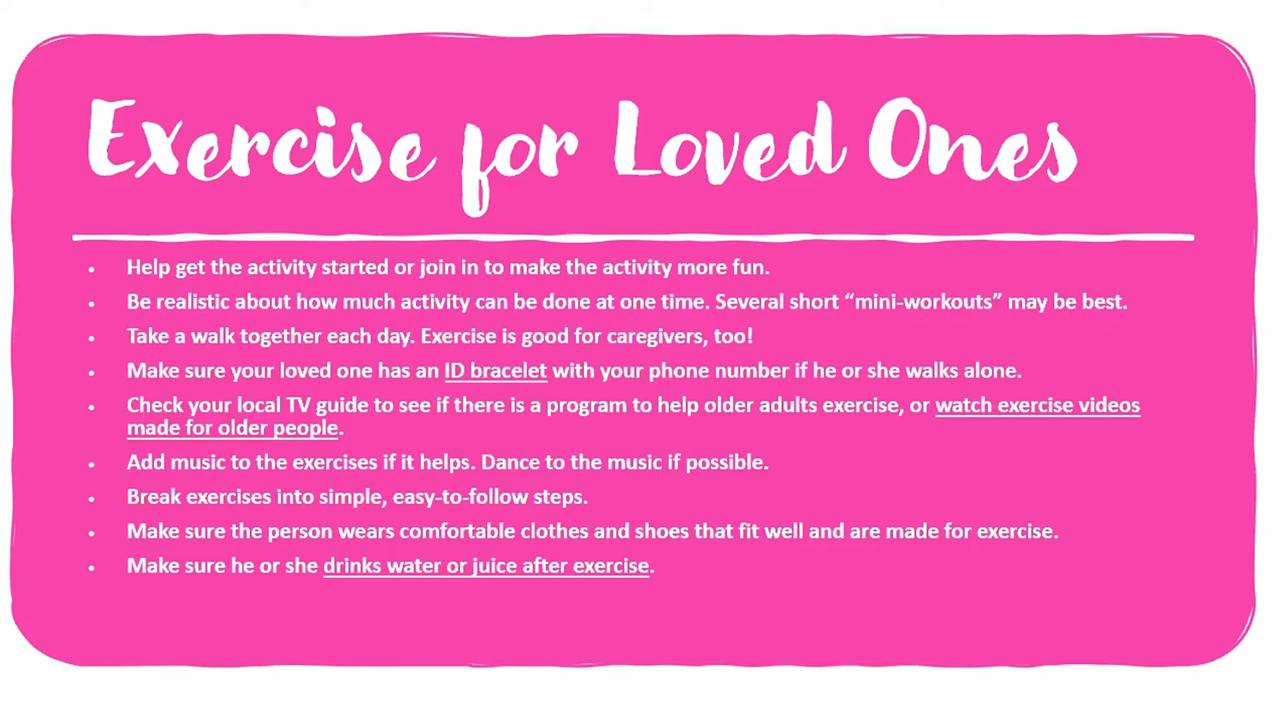 Exercise for Loved Ones
• Help get the activity started or join in to make the activity more fun.
• Be realistic about how much activity can be done at one time. Several short “mini-workouts” may be best.
• Take a walk together each day. Exercise is good for caregivers, too!
• Make sure your loved one has an ID bracelet with your phone number if he or she walks alone.
• Check your local TV guide to see if there is a program to help older adults exercise, or watch exercise videos
made for older people.
• Add music to the exercises if it helps. Dance to the music if possible.
• Break exercises into simple, easy-to-follow steps.
• Make sure the person wears comfortable clothes and shoes that fit well and are made for exercise.
• Make sure he or she drinks water or juice after exercise.